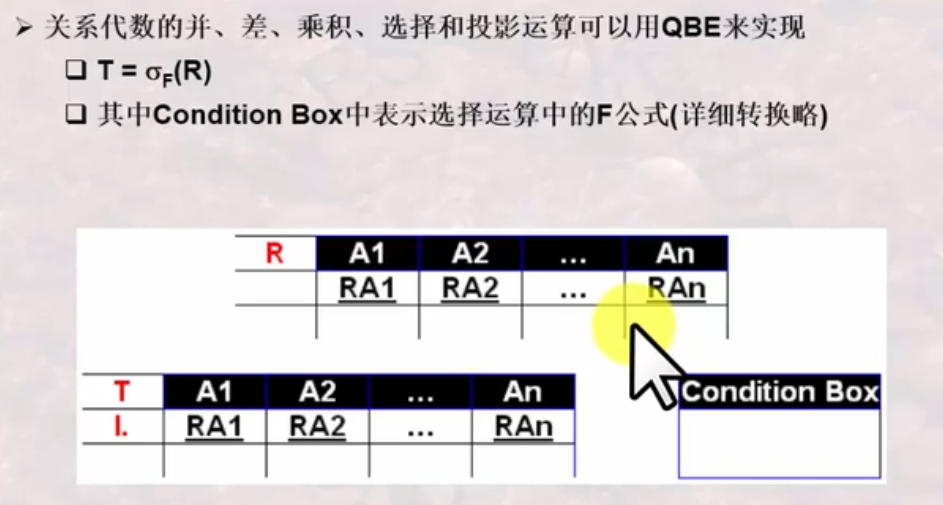 ➢ 关系代数的并、差、乘积、选择和投影运算可以用QBE来实现
❑ T = σF(R)
❑ 其中Condition Box中表示选择运算中的F公式(详细转换略)
R A1 A2 ... An
RA1 RA2 ... RAn
T A1 A2 ... An
Condition Box
I. RA1 RA2 ... RAn